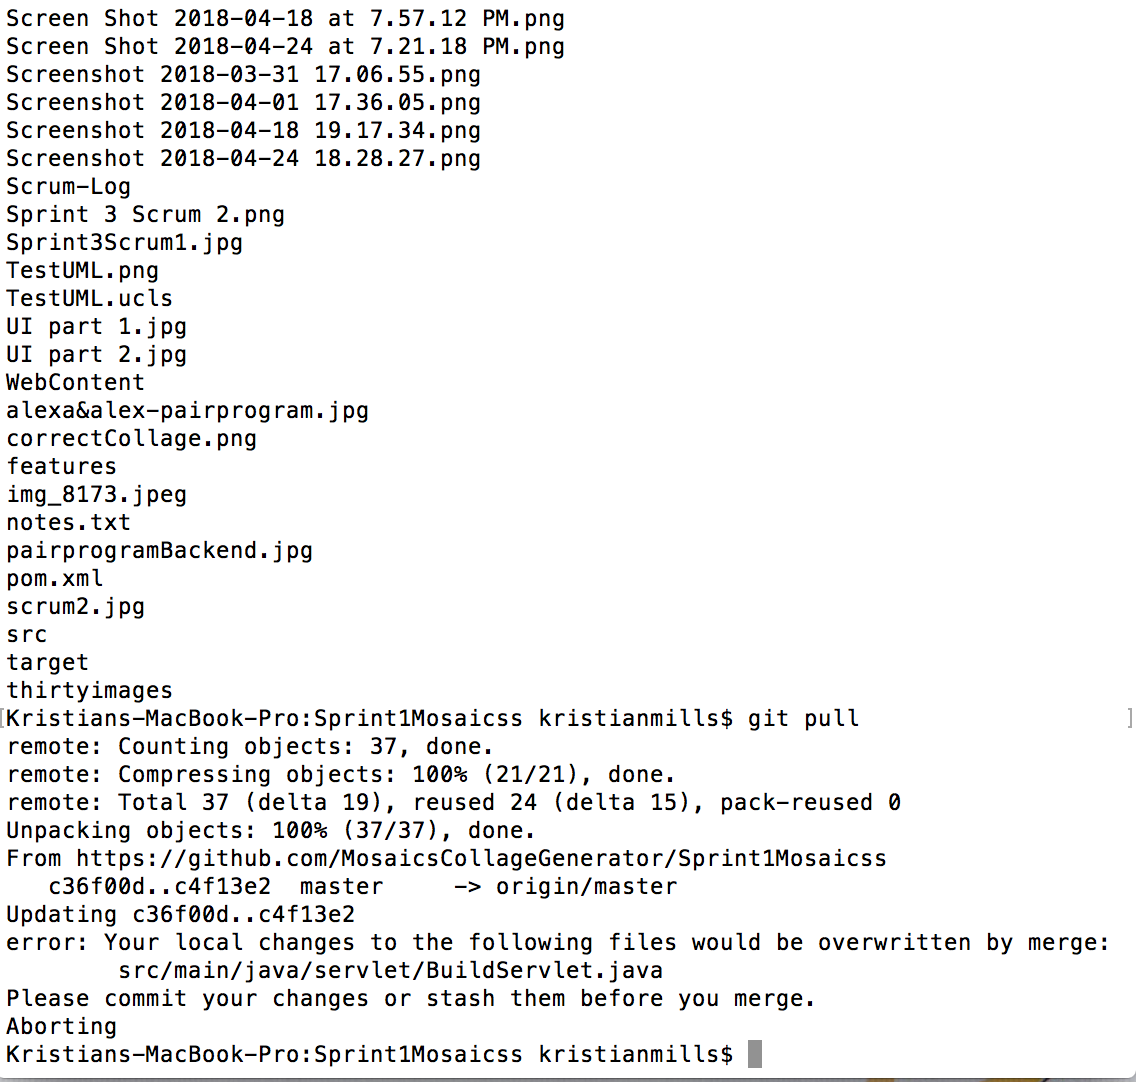 Screen Shot 2018-04-18 at 7.57.12 PM.png
Screen Shot 2018-04-24 at 7.21.18 PM.png
Screenshot 2018-03-31 17.06.55.png
Screenshot 2018-04-01 17.36.05.png
Screenshot 2018-04-18 19.17.34.png
Screenshot 2018-04-24 18.28.27.png
Scrum-Log
Sprint 3 Scrum 2.png
Sprint3Scrum1.jpg
TestUML.png
TestUML.ucls
UI part 1.jpg
UI part 2.jpg
WebContent
alexa&alex-pairprogram.jpg
correctCollage.png
features
img_8173.jpeg
notes.txt
pairprogramBackend.jpg
pom.xml
scrum2.jpg
src
target
thirtyimages
[Kristians-MacBook-Pro:Sprint1Mosaicss kristianmills$ git pull ]
remote: Counting objects: 37, done.
remote: Compressing objects: 100% (21/21), done.
remote: Total 37 (delta 19), reused 24 (delta 15), pack-reused 0
Unpacking objects: 100% (37/37), done.
From https://github.com/MosaicsCollageGenerator/Sprint1Mosaicss
   c36f00d..c4f13e2  master     -> origin/master
Updating c36f00d..c4f13e2
error: Your local changes to the following files would be overwritten by merge:
        src/main/java/servlet/BuildServlet.java
Please commit your changes or stash them before you merge.
Aborting
Kristians-MacBook-Pro:Sprint1Mosaicss kristianmills$